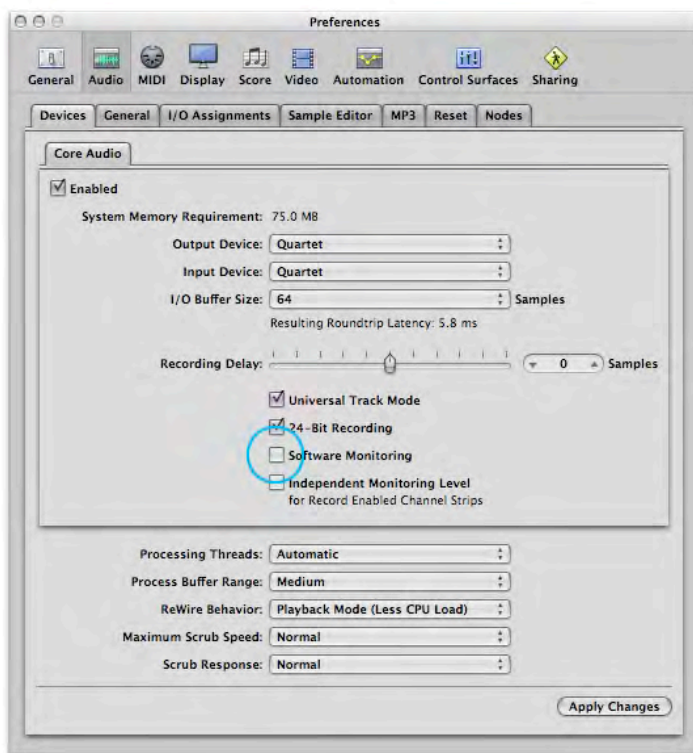 Preferences
General Audio MIDI Display Score Video Automation Control Surfaces Sharing
Devices General I/O Assignments Sample Editor MP3 Reset Nodes
Core Audio
Enabled
System Memory Requirement: 75.0 MB
Output Device: Quartet
Input Device: Quartet
I/O Buffer Size: 64 Samples
Resulting Roundtrip Latency: 5.8 ms
Recording Delay: 0 Samples
Universal Track Mode
24-Bit Recording
Software Monitoring
Independent Monitoring Level
for Record Enabled Channel Strips
Processing Threads: Automatic
Process Buffer Range: Medium
ReWire Behavior: Playback Mode (Less CPU Load)
Maximum Scrub Speed: Normal
Scrub Response: Normal
Apply Changes